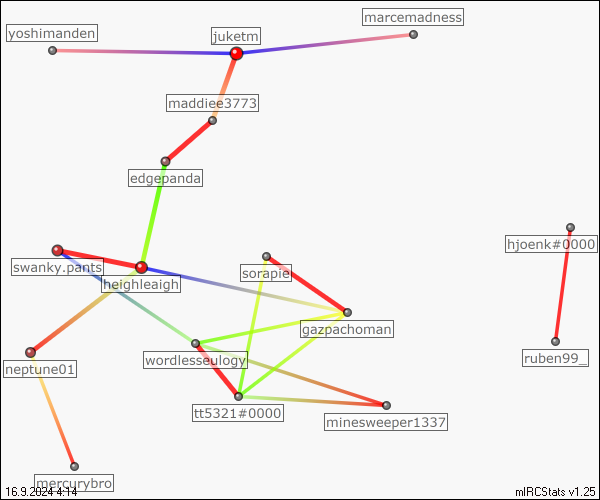 marcemadness
yoshimanden
juketm
maddiee3773
edgepanda
hjoenk#0000
swanky.pants
sorapie
heighleaigh
gazpachoman
wordlesseulogy
ruben99_
neptune01
tt5321#0000
minesweeper1337
mercurybro
16.9.2024 4:14
mIRCStats v1.25